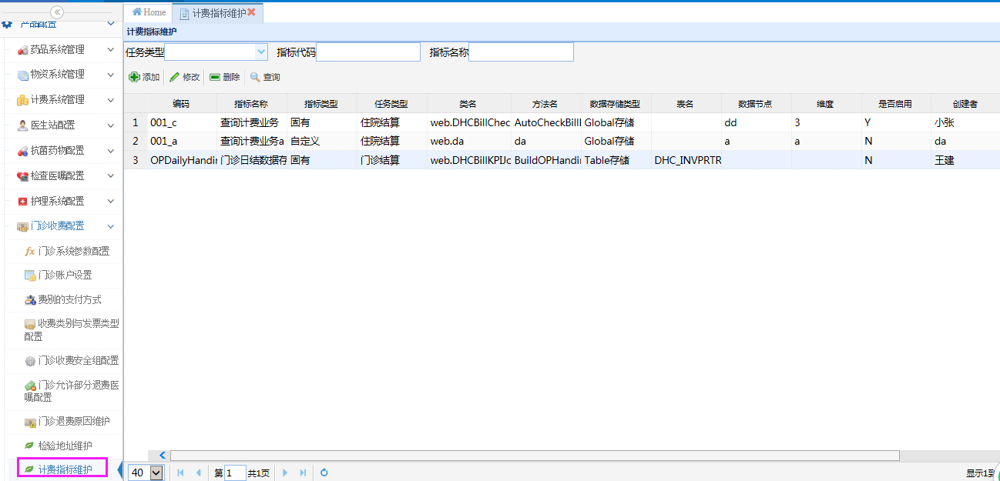 Home 计费指标维护
产品配置
药品系统管理
物资系统管理
计费系统管理
医生站配置
抗菌药物配置
检查医嘱配置
护理系统配置
门诊收费配置
fx 门诊系统参数配置
门诊账户设置
费别的支付方式
收费类别与发票类型
配置
门诊收费安全组配置
门诊允许部分退费医
嘱配置
门诊退费原因维护
检验地址维护
计费指标维护
计费指标维护
任务类型 指标代码 指标名称
添加 修改 删除 查询
编码 指标名称 指标类型 任务类型 类名 方法名 数据存储类型 表名 数据节点 维度 是否启用 创建者
1 001_c 查询计费业务 固有 住院结算 web.DHCBillChec AutoCheckBill Global存储 dd 3 Y 小张
2 001_a 查询计费业务a 自定义 住院结算 web.da da Global存储 a a N da
3 OPDailyHandin 门诊日结数据存 固有 门诊结算 web.DHCBillKPIJc BuildOPHandin Table存储 DHC_INVPRTR N 王建
40 第 1 共1页 显示1到